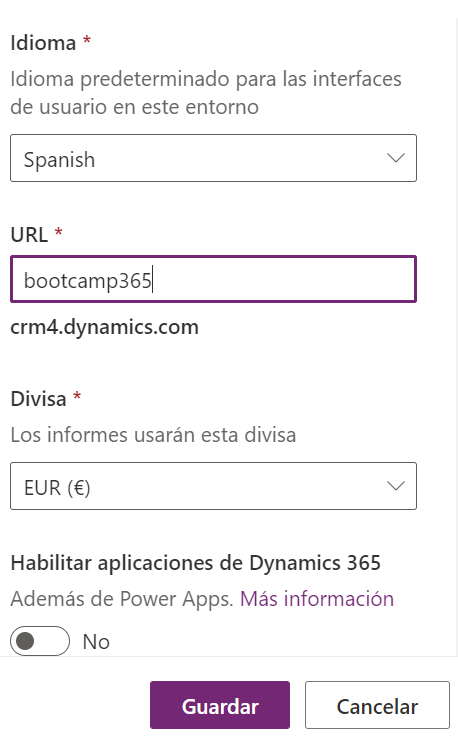 Idioma *
Idioma predeterminado para las interfaces
de usuario en este entorno
Spanish
URL *
bootcamp365
crm4.dynamics.com
Divisa *
Los informes usarán esta divisa
EUR (€)
Habilitar aplicaciones de Dynamics 365
Además de Power Apps. Más información
No
Guardar
Cancelar